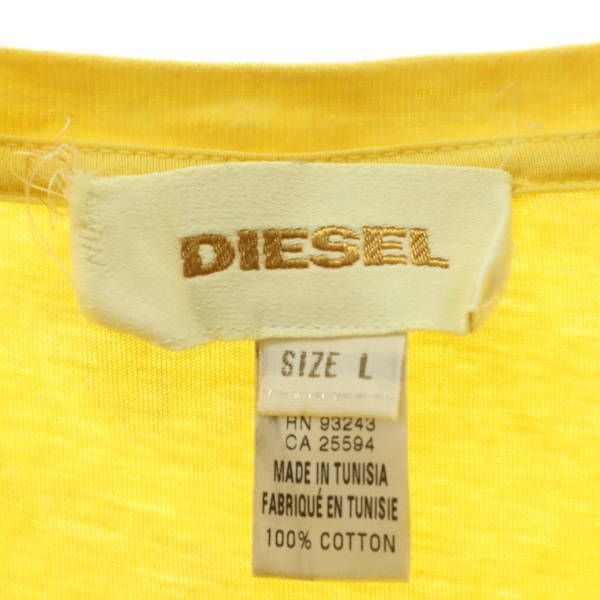 DIESEL
SIZE L
RN 93243
CA 25594
MADE IN TUNISIA
FABRIQUÉ EN TUNISIE
100% COTTON